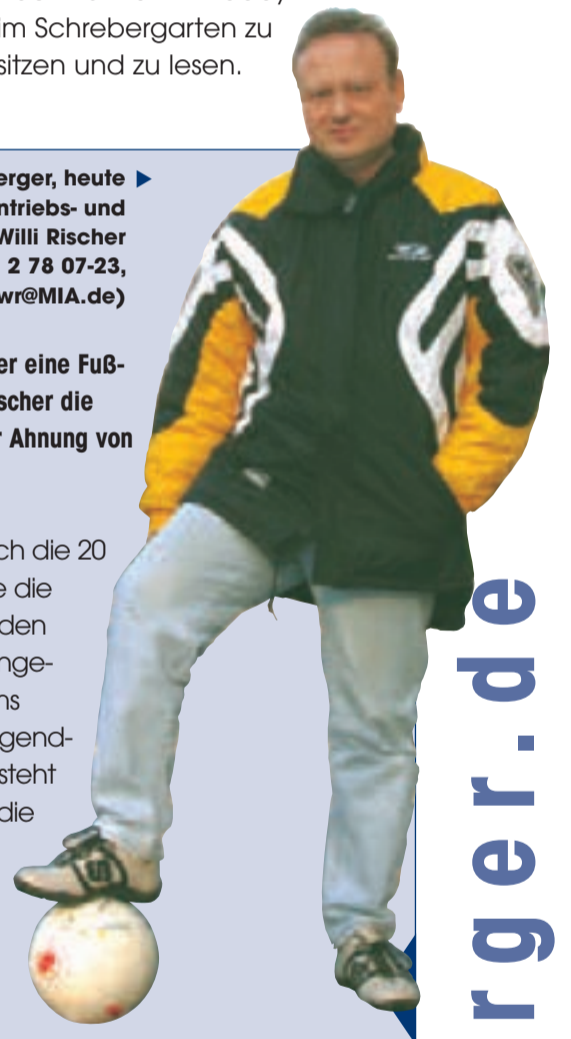 im Schrebergarten zu
sitzen und zu lesen.
erger, heute ▶
ntriebs- und
Willi Rischer
2 78 07-23,
wr@MIA.de)
er eine Fuß-
scher die
r Ahnung von
ch die 20
e die
den
nge-
ns
gend-
steht
die
rger.de